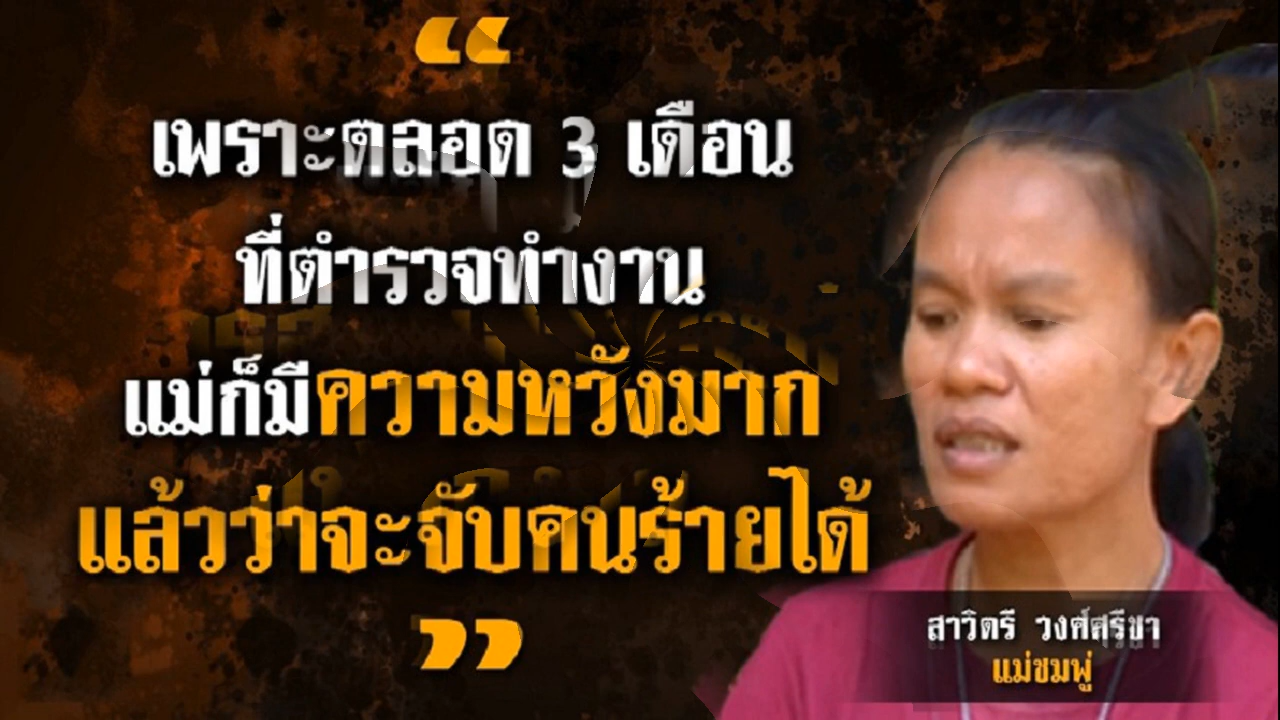 “
เพราะตลอด 3 เดือน
ที่ตำรวจทำงาน
แม่ก็มีความหวังมาก
แล้วว่าจะจับคนร้ายได้
”
สาวิตรี วงศ์ศรีชา
แม่ชมพู่